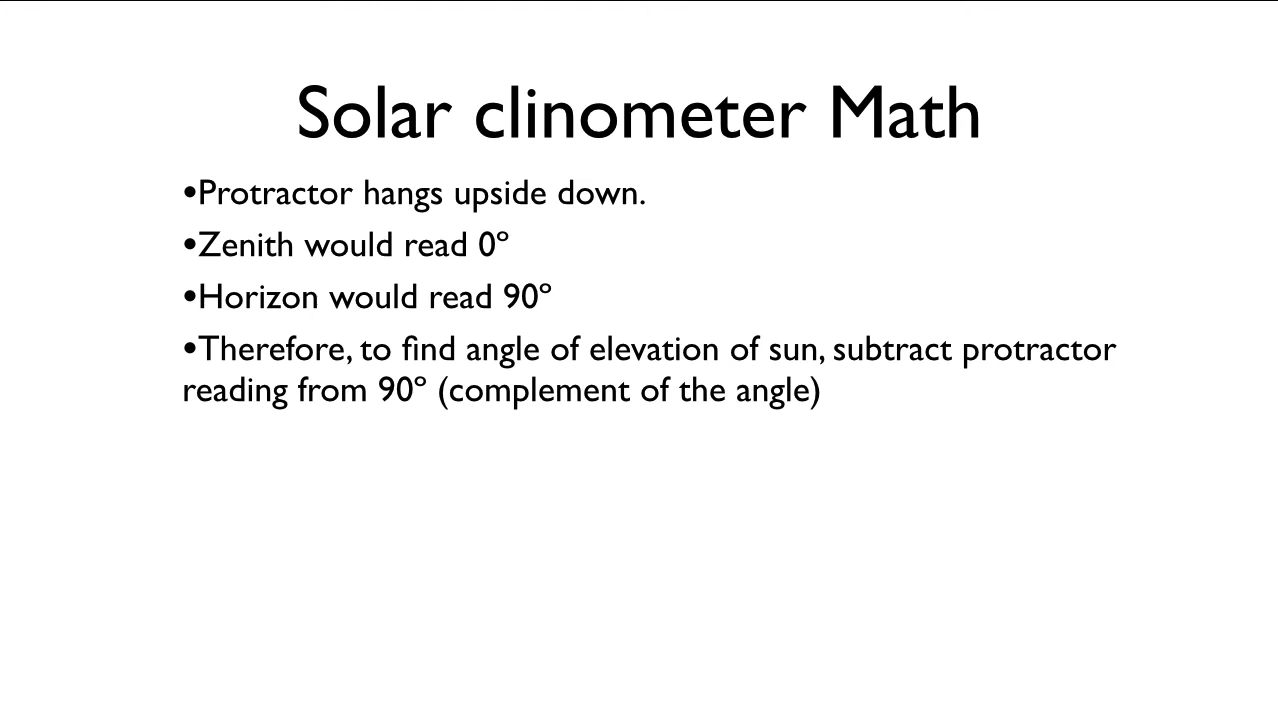 Solar clinometer Math
•Protractor hangs upside down.
•Zenith would read 0º
•Horizon would read 90º
•Therefore, to find angle of elevation of sun, subtract protractor
reading from 90º (complement of the angle)